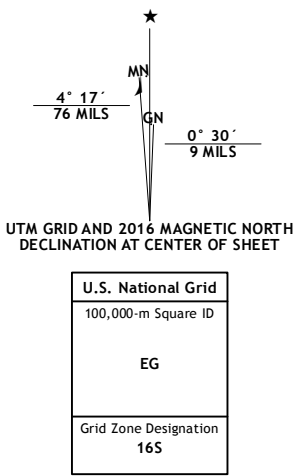 ★
MN
4° 17´
76 MILS
GN
0° 30´
9 MILS
UTM GRID AND 2016 MAGNETIC NORTH
DECLINATION AT CENTER OF SHEET
U.S. National Grid
100,000-m Square ID
EG
Grid Zone Designation
16S